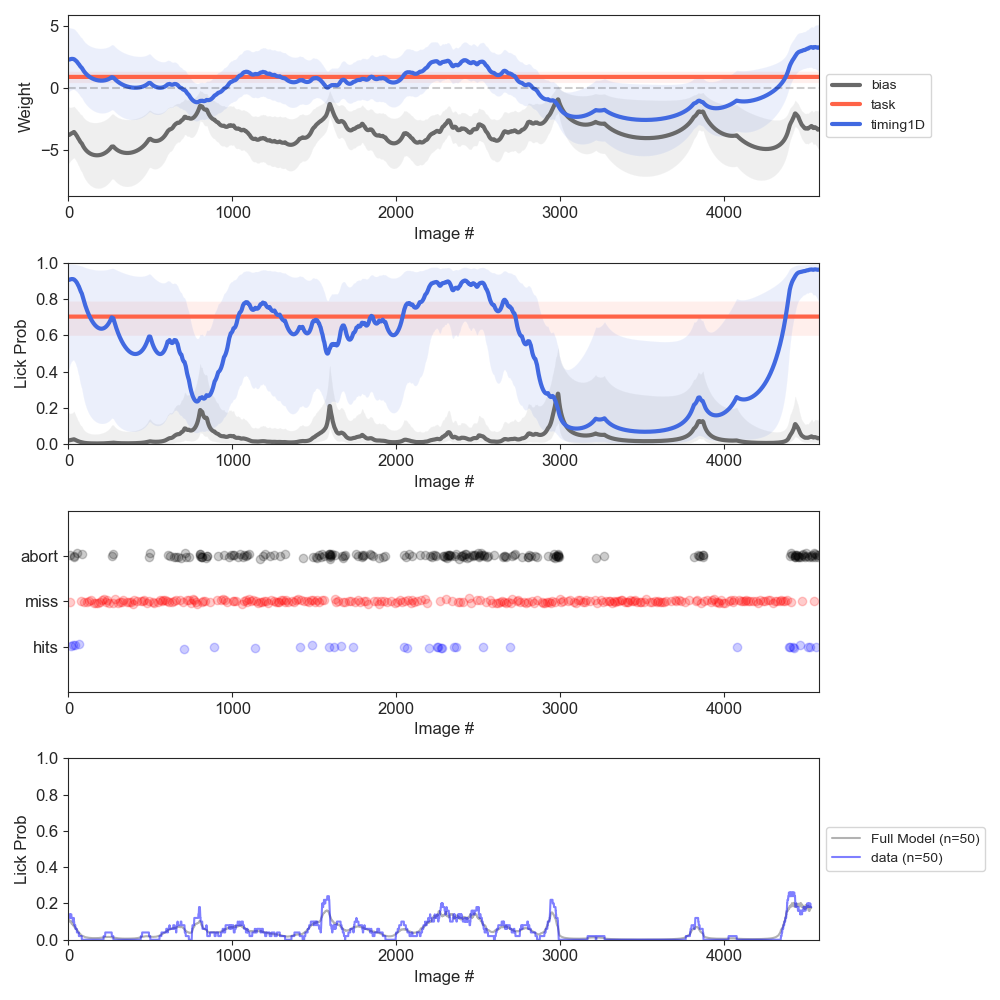 5
0
−5
Weight
0 1000 2000 3000 4000
Image #
bias
task
timing1D
1.0
0.8
0.6
0.4
0.2
0.0
Lick Prob
0 1000 2000 3000 4000
Image #
abort
miss
hits
0 1000 2000 3000 4000
Image #
1.0
0.8
0.6
0.4
0.2
0.0
Lick Prob
0 1000 2000 3000 4000
Image #
Full Model (n=50)
data (n=50)